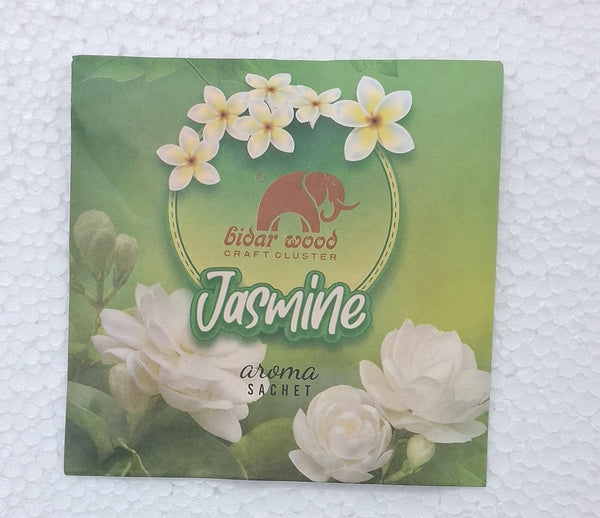 bidar wood
CRAFT CLUSTER
Jasmine
aroma
SACHET